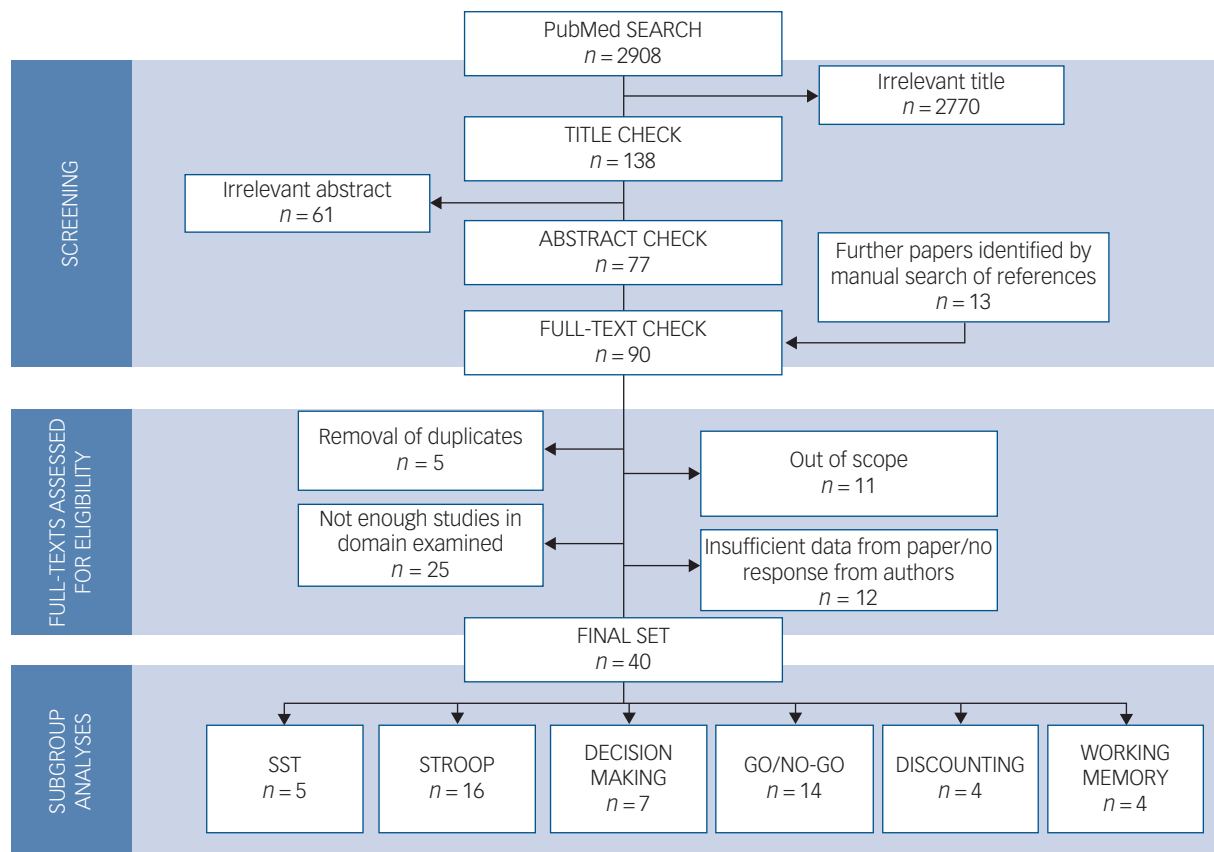 PubMed SEARCH
n = 2908
Irrelevant title
n = 2770
TITLE CHECK
n = 138
Irrelevant abstract
n = 61
ABSTRACT CHECK
n = 77
Further papers identified by
manual search of references
n = 13
FULL-TEXT CHECK
n = 90
SCREENING
Removal of duplicates
n = 5
Out of scope
n = 11
Not enough studies in
domain examined
n = 25
Insufficient data from paper/no
response from authors
n = 12
FULL-TEXTS ASSESSED
FOR ELIGIBILITY
FINAL SET
n = 40
SUBGROUP
ANALYSES
SST
n = 5
STROOP
n = 16
DECISION
MAKING
n = 7
GO/NO-GO
n = 14
DISCOUNTING
n = 4
WORKING
MEMORY
n = 4